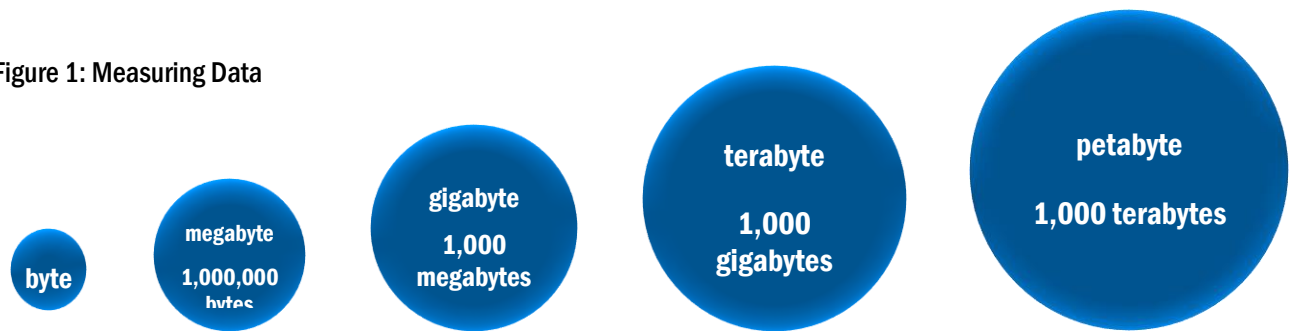 Figure 1: Measuring Data
byte
megabyte
1,000,000
bytes
gigabyte
1,000
megabytes
terabyte
1,000
gigabytes
petabyte
1,000 terabytes